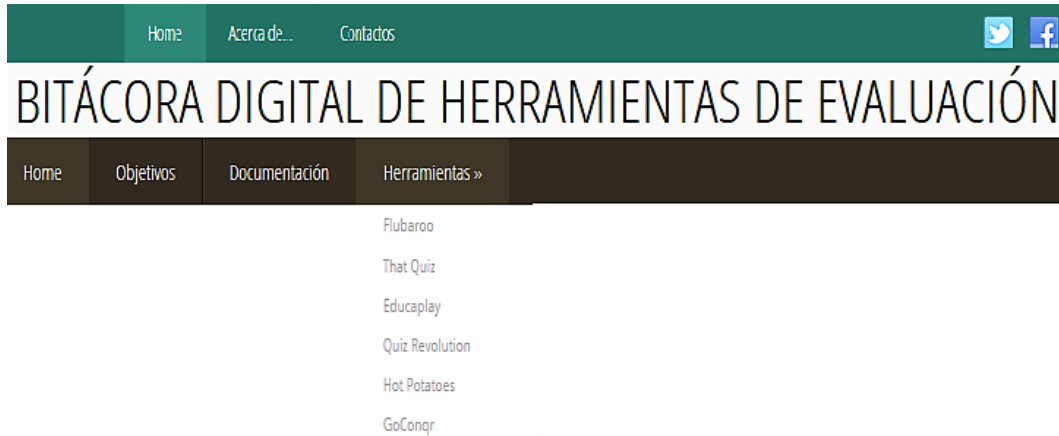 Home Acerca de... Contactos
BITÁCORA DIGITAL DE HERRAMIENTAS DE EVALUACIÓN
Home Objetivos Documentación Herramientas »
Flubaroo
That Quiz
Educaplay
Quiz Revolution
Hot Potatoes
GoConqr